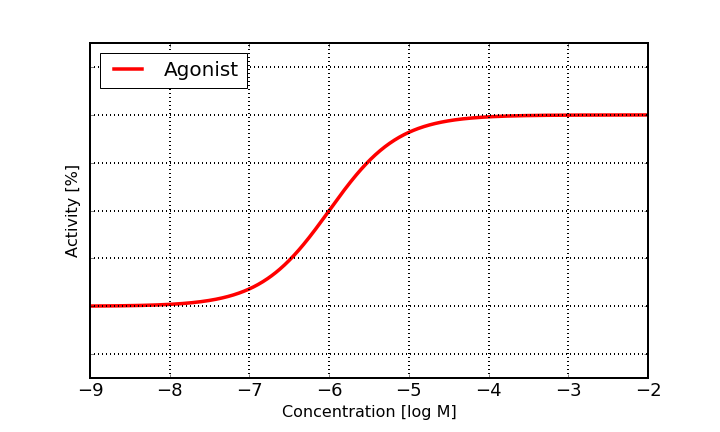 Agonist
Activity [%]
−9 −8 −7 −6 −5 −4 −3 −2
Concentration [log M]